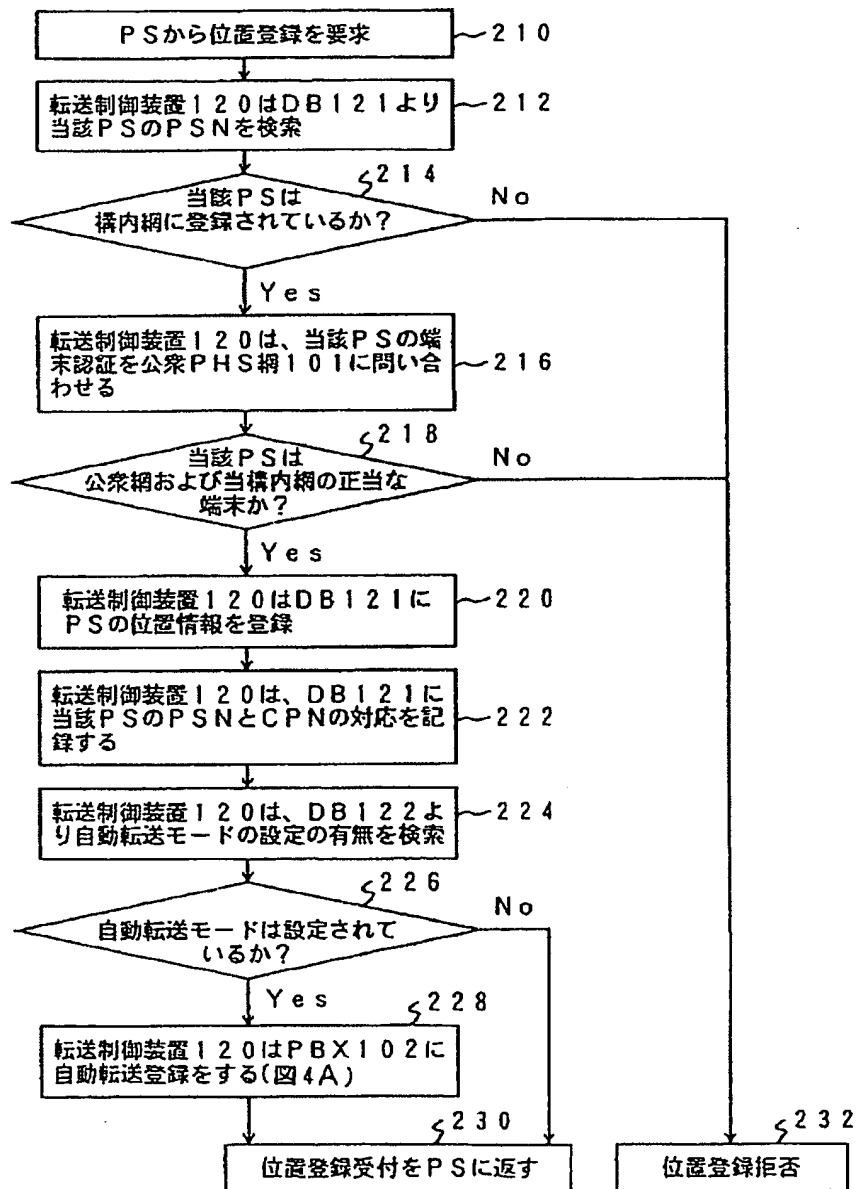 PSから位置登録を要求
210
転送制御装置120はDB121より
当該PSのPSNを検索
212
214
当該PSは
構内網に登録されているか?
No
Yes
転送制御装置120は、当該PSの端
末認証を公衆PHS網101に問い合
わせる
216
218
当該PSは
公衆網および当構内網の正当な
端末か?
No
Yes
転送制御装置120はDB121に
PSの位置情報を登録
220
転送制御装置120は、DB121に
当該PSのPSNとCPNの対応を記
録する
222
転送制御装置120は、DB122よ
り自動転送モードの設定の有無を検索
224
226
自動転送モードは設定されて
いるか?
No
Yes
228
転送制御装置120はPBX102に
自動転送登録をする(図4A)
230
位置登録受付をPSに返す
232
位置登録拒否